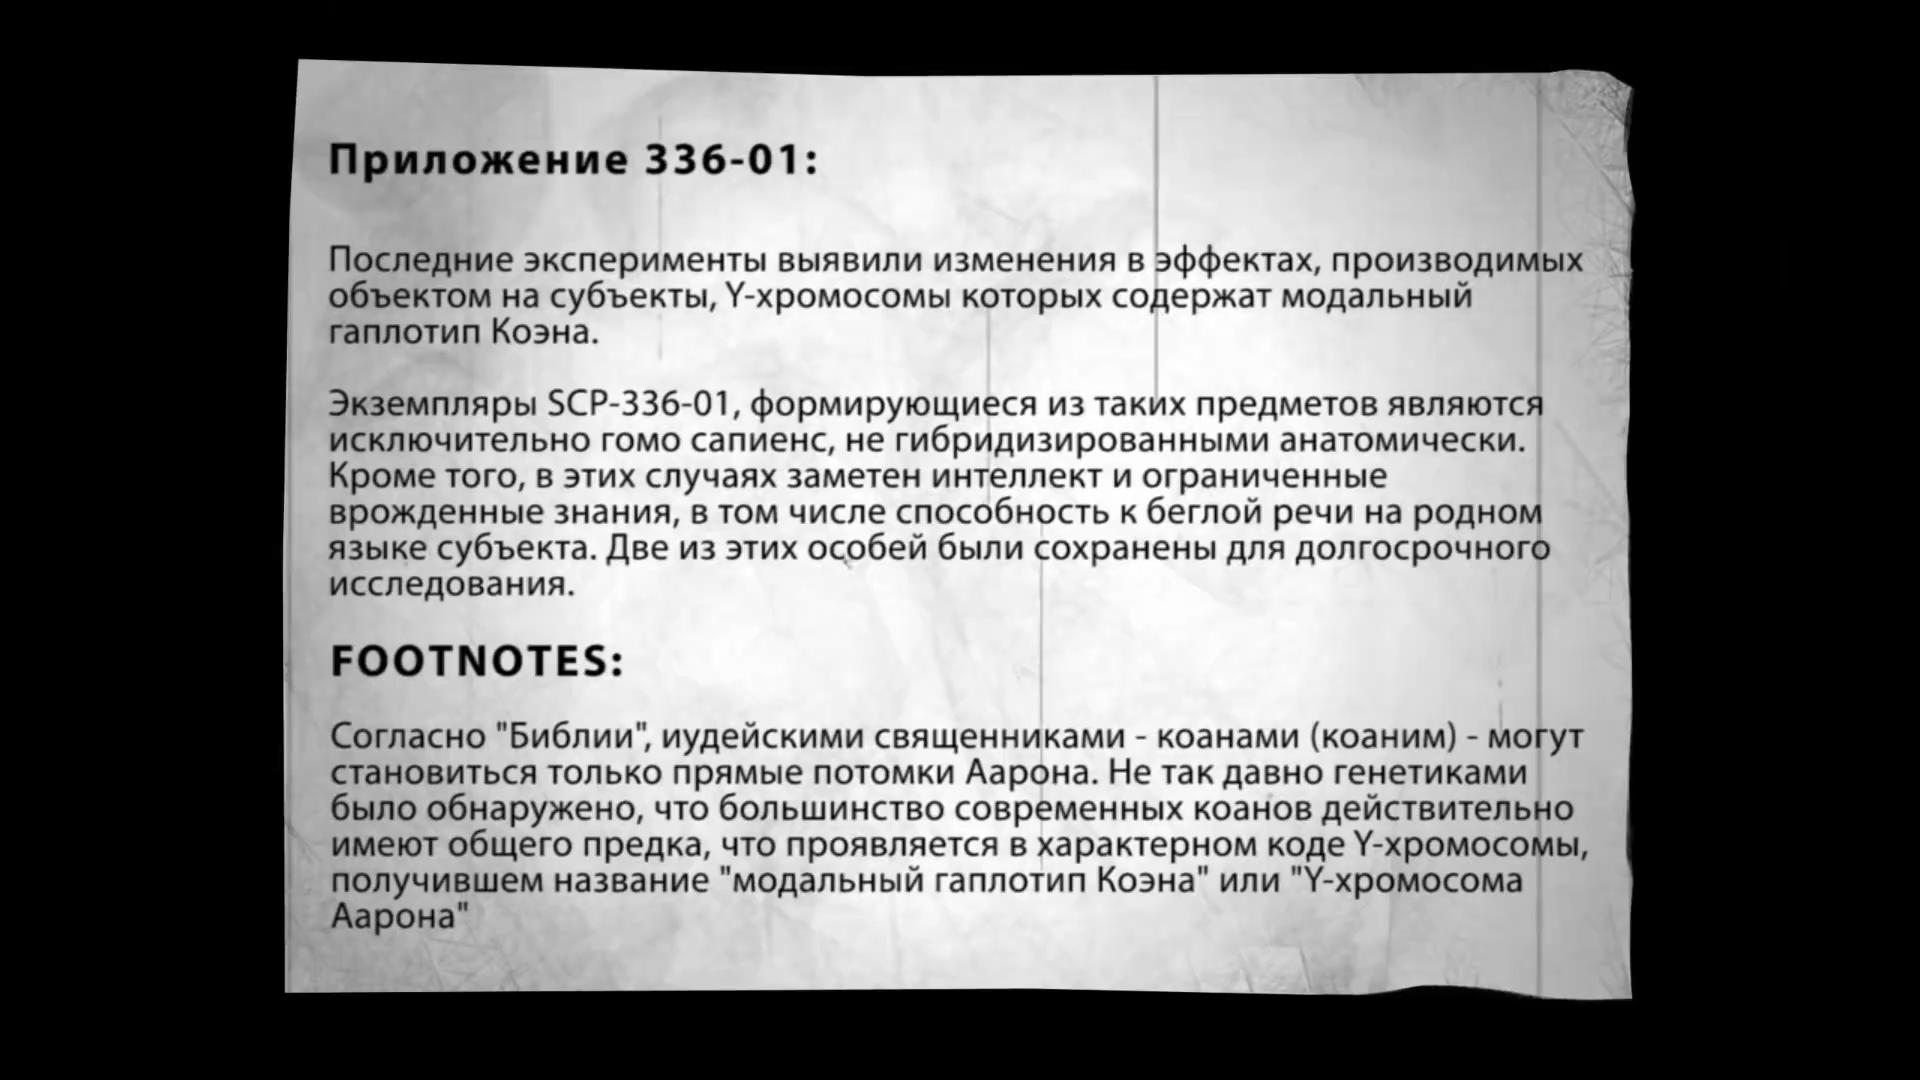 Приложение 336-01:
Последние эксперименты выявили изменения в эффектах, производимых
объектом на субъекты, Y-хромосомы которых содержат модальный
гаплотип Коэна.
Экземпляры SCP-336-01, формирующиеся из таких предметов являются
исключительно гомо сапиенс, не гибридизированными анатомически.
Кроме того, в этих случаях заметен интеллект и ограниченные
врожденные знания, в том числе способность к беглой речи на родном
языке субъекта. Две из этих особей были сохранены для долгосрочного
исследования.
FOOTNOTES:
Согласно "Библии", иудейскими священниками - коанами (коаним) - могут
становиться только прямые потомки Аарона. Не так давно генетиками
было обнаружено, что большинство современных коанов действительно
имеют общего предка, что проявляется в характерном коде Y-хромосомы,
получившем название "модальный гаплотип Коэна" или "Y-хромосома
Аарона"